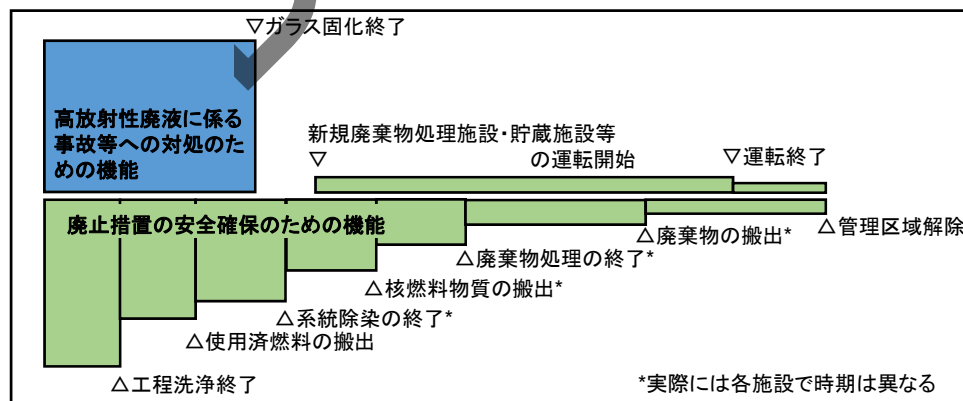 ▽ガラス固化終了
高放射性廃液に係る
事故等への対処のた
めの機能
新規廃棄物処理施設・貯蔵施設等
▽ の運転開始
▽運転終了
廃止措置の安全確保のための機能
△管理区域解除
△廃棄物の搬出*
△廃棄物処理の終了*
△核燃料物質の搬出*
△系統除染の終了*
△使用済燃料の搬出
△工程洗浄終了
*実際には各施設で時期は異なる